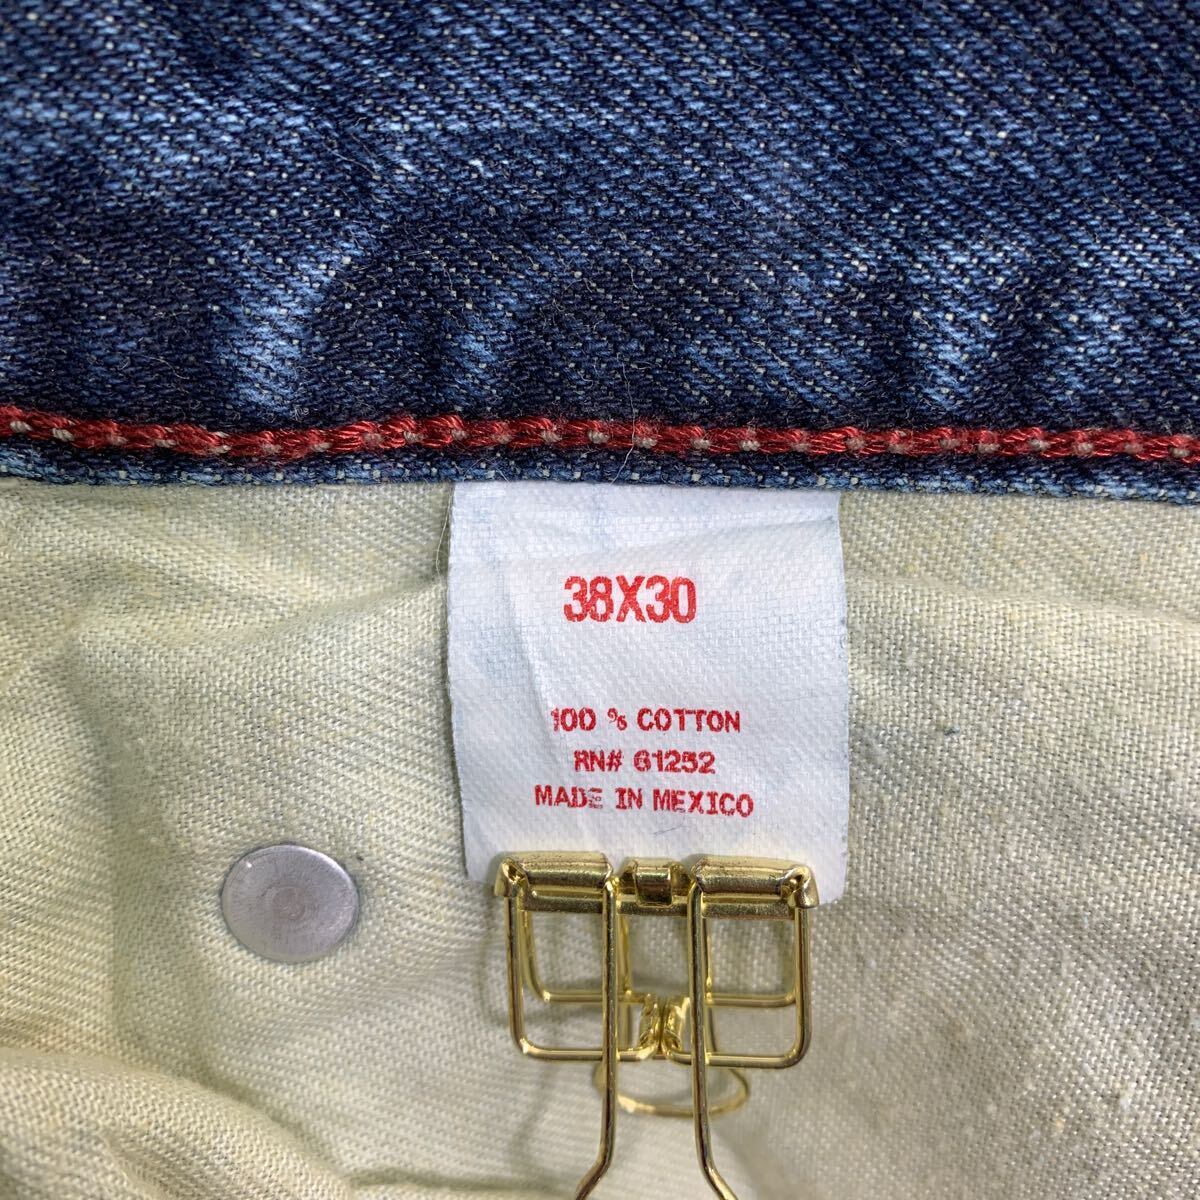 38X30
100 % COTTON
RN# 61252
MADE IN MEXICO